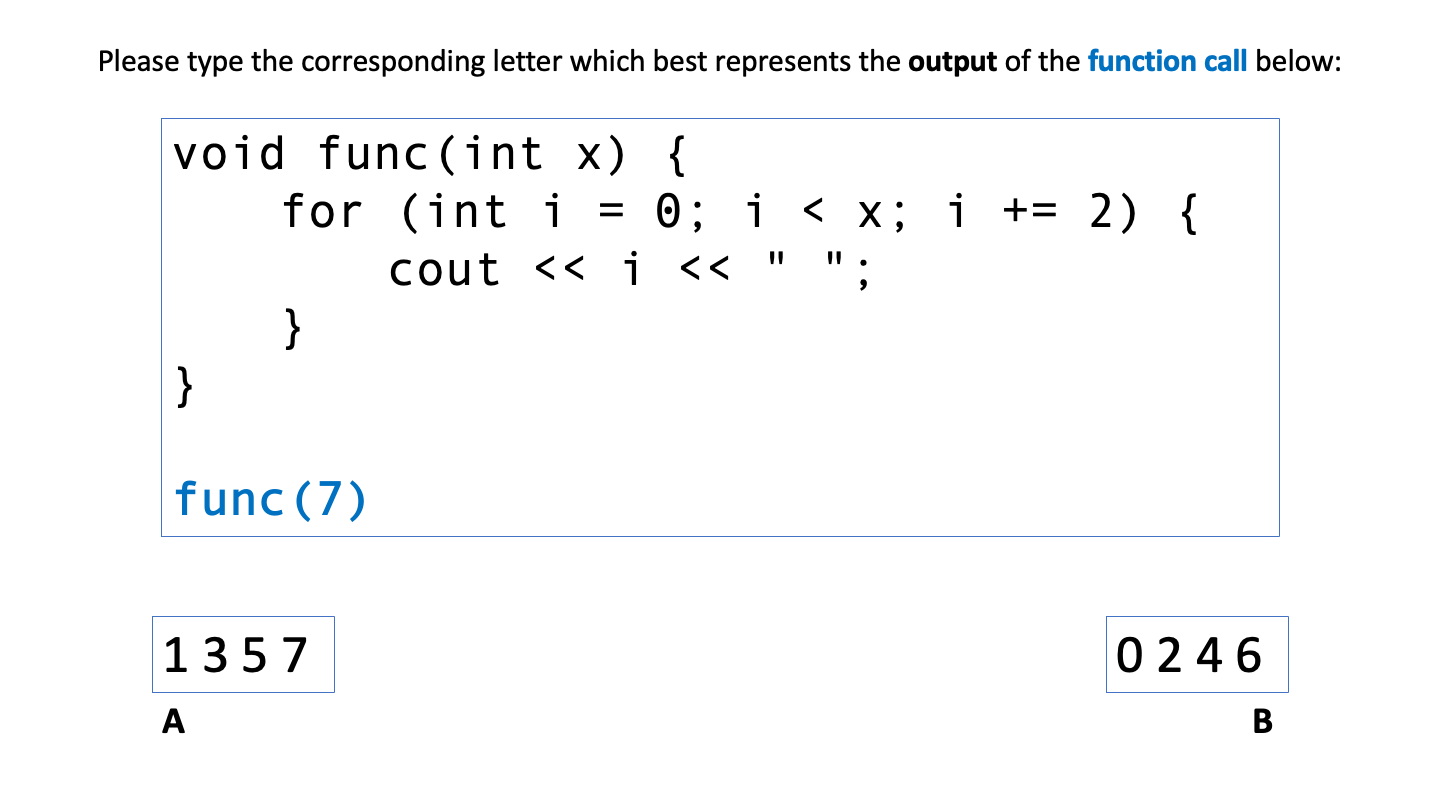 Please type the corresponding letter which best represents the output of the function call below:
void func(int x) {
    for (int i = 0; i < x; i += 2) {
        cout << i << " ";
    }
}
func(7)
1 3 5 7
0 2 4 6
A
B